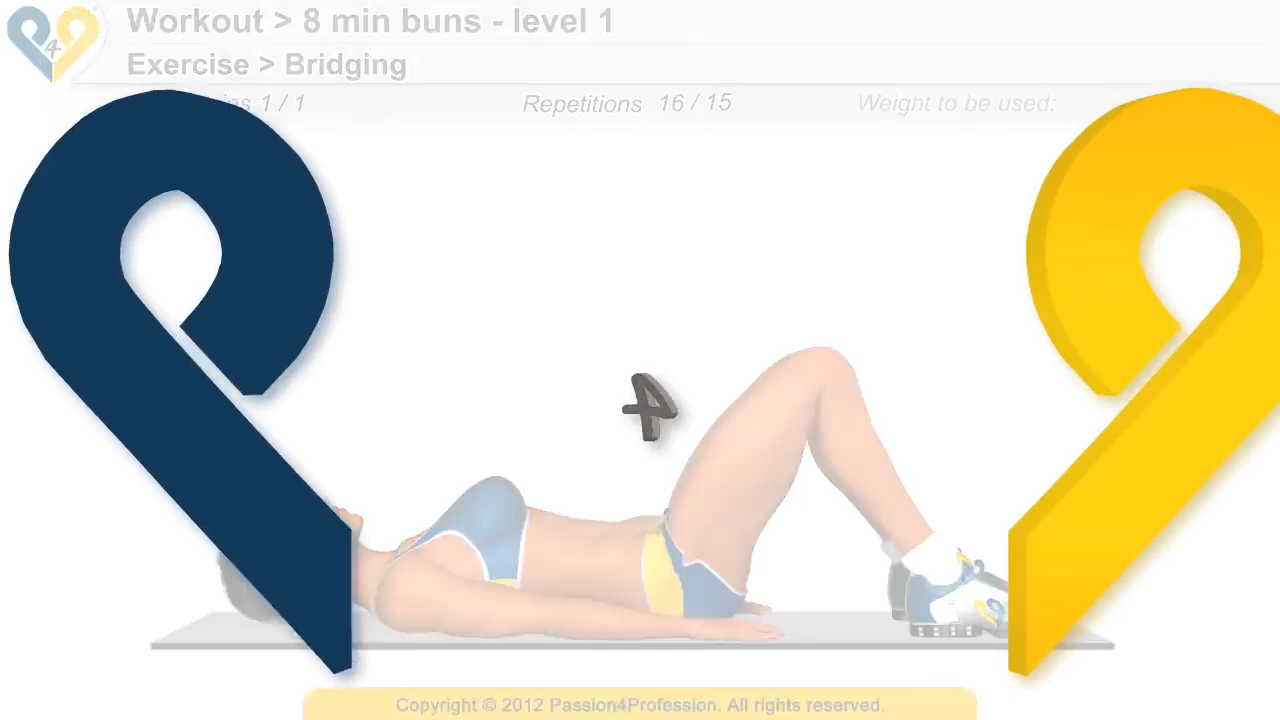 Workout > 8 min buns - level 1
Exercise > Bridging
1 / 1 Repetitions 16 / 15 Weight to be used:
4
4
Copyright © 2012 Passion4Profession. All rights reserved.